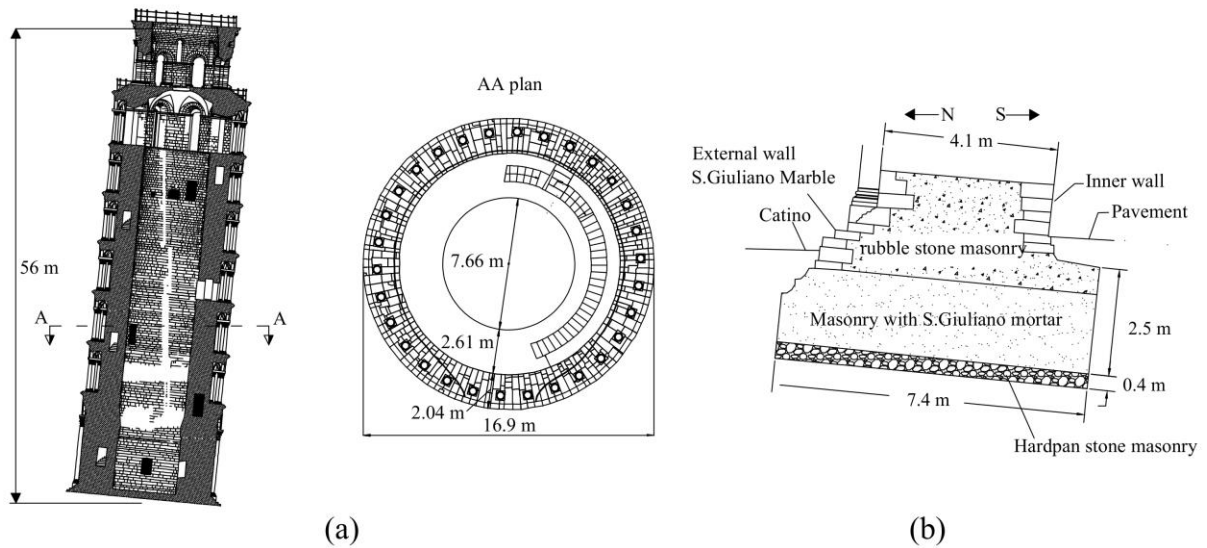 56 m
A
A
(a)
AA plan
7.66 m
2.61 m
2.04 m
16.9 m
N
S
4.1 m
External wall
S.Giuliano Marble
Catino
Inner wall
Pavement
rubble stone masonry
Masonry with S.Giuliano mortar
2.5 m
0.4 m
7.4 m
Hardpan stone masonry
(b)